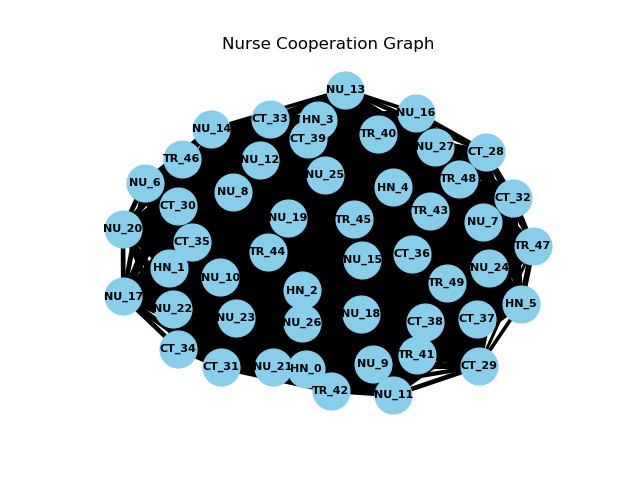 Nurse Cooperation Graph
NU_13
NU_16
CT_33
HN_3
NU_14
TR_40
CT_39
NU_27
CT_28
TR_46
NU_12
NU_25
TR_48
NU_6
HN_4
NU_8
CT_32
CT_30
TR_43
NU_19
TR_45
NU_7
NU_20
CT_35
TR_47
TR_44
CT_36
NU_15
HN_1
NU_24
NU_10
TR_49
HN_2
NU_17
HN_5
NU_22
NU_18
NU_23
CT_37
CT_38
NU_26
CT_34
TR_41
NU_9
CT_29
CT_31
NU_21
HN_0
TR_42
NU_11